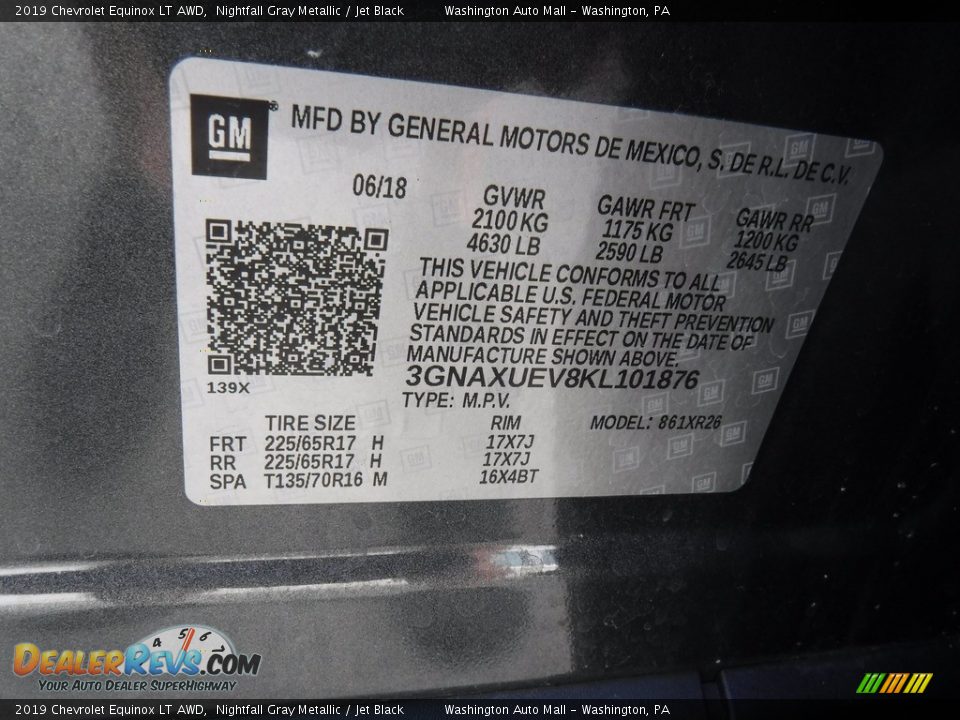 2019 Chevrolet Equinox LT AWD, Nightfall Gray Metallic / Jet Black Washington Auto Mall - Washington, PA
GM® MFD BY GENERAL MOTORS DE MEXICO, S. DE R.L. DE C.V.
06/18 GVWR GAWR FRT GAWR RR
2100 KG 1175 KG 1200 KG
4630 LB 2590 LB 2645 LB
THIS VEHICLE CONFORMS TO ALL
APPLICABLE U.S. FEDERAL MOTOR
VEHICLE SAFETY AND THEFT PREVENTION
STANDARDS IN EFFECT ON THE DATE OF
MANUFACTURE SHOWN ABOVE.
3GNAXUEV8KL101876
139X
TYPE: M.P.V.
TIRE SIZE RIM MODEL: 861XR26
FRT 225/65R17 H 17X7J
RR 225/65R17 H 17X7J
SPA T135/70R16 M 16X4BT
4 5 6
DEALERREVS.COM
YOUR AUTO DEALER SUPERHIGHWAY
2019 Chevrolet Equinox LT AWD, Nightfall Gray Metallic / Jet Black Washington Auto Mall - Washington, PA